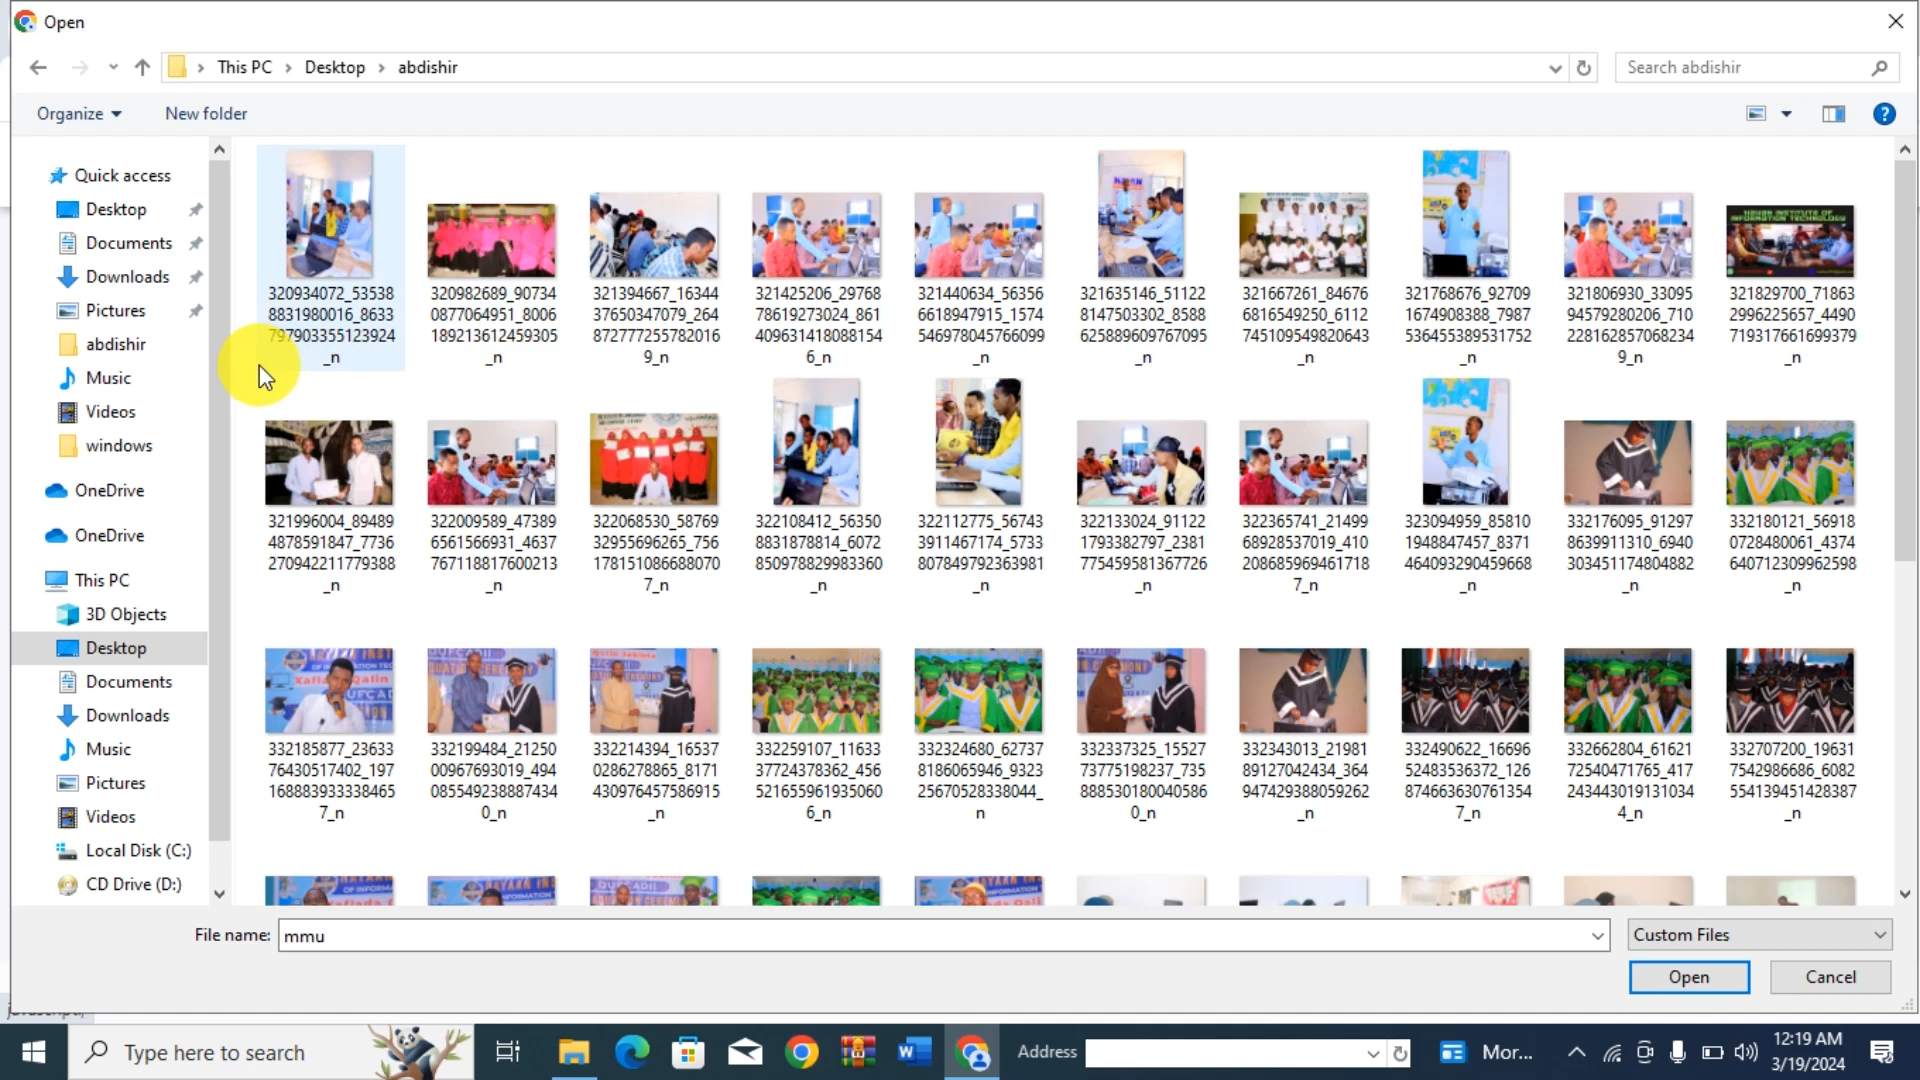 Open
This PC > Desktop > abdishir
Search abdishir
Organize
New folder
Quick access
Desktop
Documents
Downloads
Pictures
abdishir
Music
Videos
windows
OneDrive
OneDrive
This PC
3D Objects
Desktop
Documents
Downloads
Music
Pictures
Videos
Local Disk (C:)
CD Drive (D:)
320934072_53538
8831980016_8633
797903355123924
_n
320982689_90734
0877064951_8006
189213612459305
_n
321394667_16344
37650347079_264
872777255782016
9_n
321425206_29768
78619273024_861
409631418088154
6_n
321440634_56356
6618947915_1574
546978045766099
_n
321635146_51122
8147503302_8588
625889609767095
_n
321667261_84676
6816549250_6112
745109549820643
_n
321768676_92709
1674908388_7987
536455389531752
_n
321806930_33095
94579280206_710
228162857068234
9_n
321829700_71863
2996225657_4490
719317661699379
_n
321996004_89489
4878591847_7736
270942211779388
_n
322009589_47389
6561566931_4637
767118817600213
_n
322068530_58769
32955696265_756
178151086688070
7_n
322108412_56350
8831878814_6072
850978829983360
_n
322112775_56743
3911467174_5733
807849792363981
_n
322133024_91122
1793382797_2381
775459581367726
_n
322365741_21499
68928537019_410
208685969461718
7_n
323094959_85810
1948847457_8371
464093290459668
_n
332176095_91297
8639911310_6940
303451174804882
_n
332180121_56918
0728480061_4374
640712309962598
_n
332185877_23633
76430517402_197
168883933338465
7_n
332199484_21250
00967693019_494
085549238887434
0_n
332214394_16537
0286278865_8171
430976457586915
_n
332259107_11633
37724378362_456
521655961935060
6_n
332324680_62737
8186065946_9323
25670528338044_
n
332337325_15527
73775198237_735
888530180040586
0_n
332343013_21981
89127042434_364
947429388059262
_n
332490622_16696
52483536372_126
874663630761354
7_n
332662804_61621
72540471765_417
243443019131034
4_n
332707200_19631
7542986686_6082
554139451428387
_n
File name: mmu
Custom Files
Open
Cancel
Type here to search
Address
Mor...
12:19 AM
3/19/2024